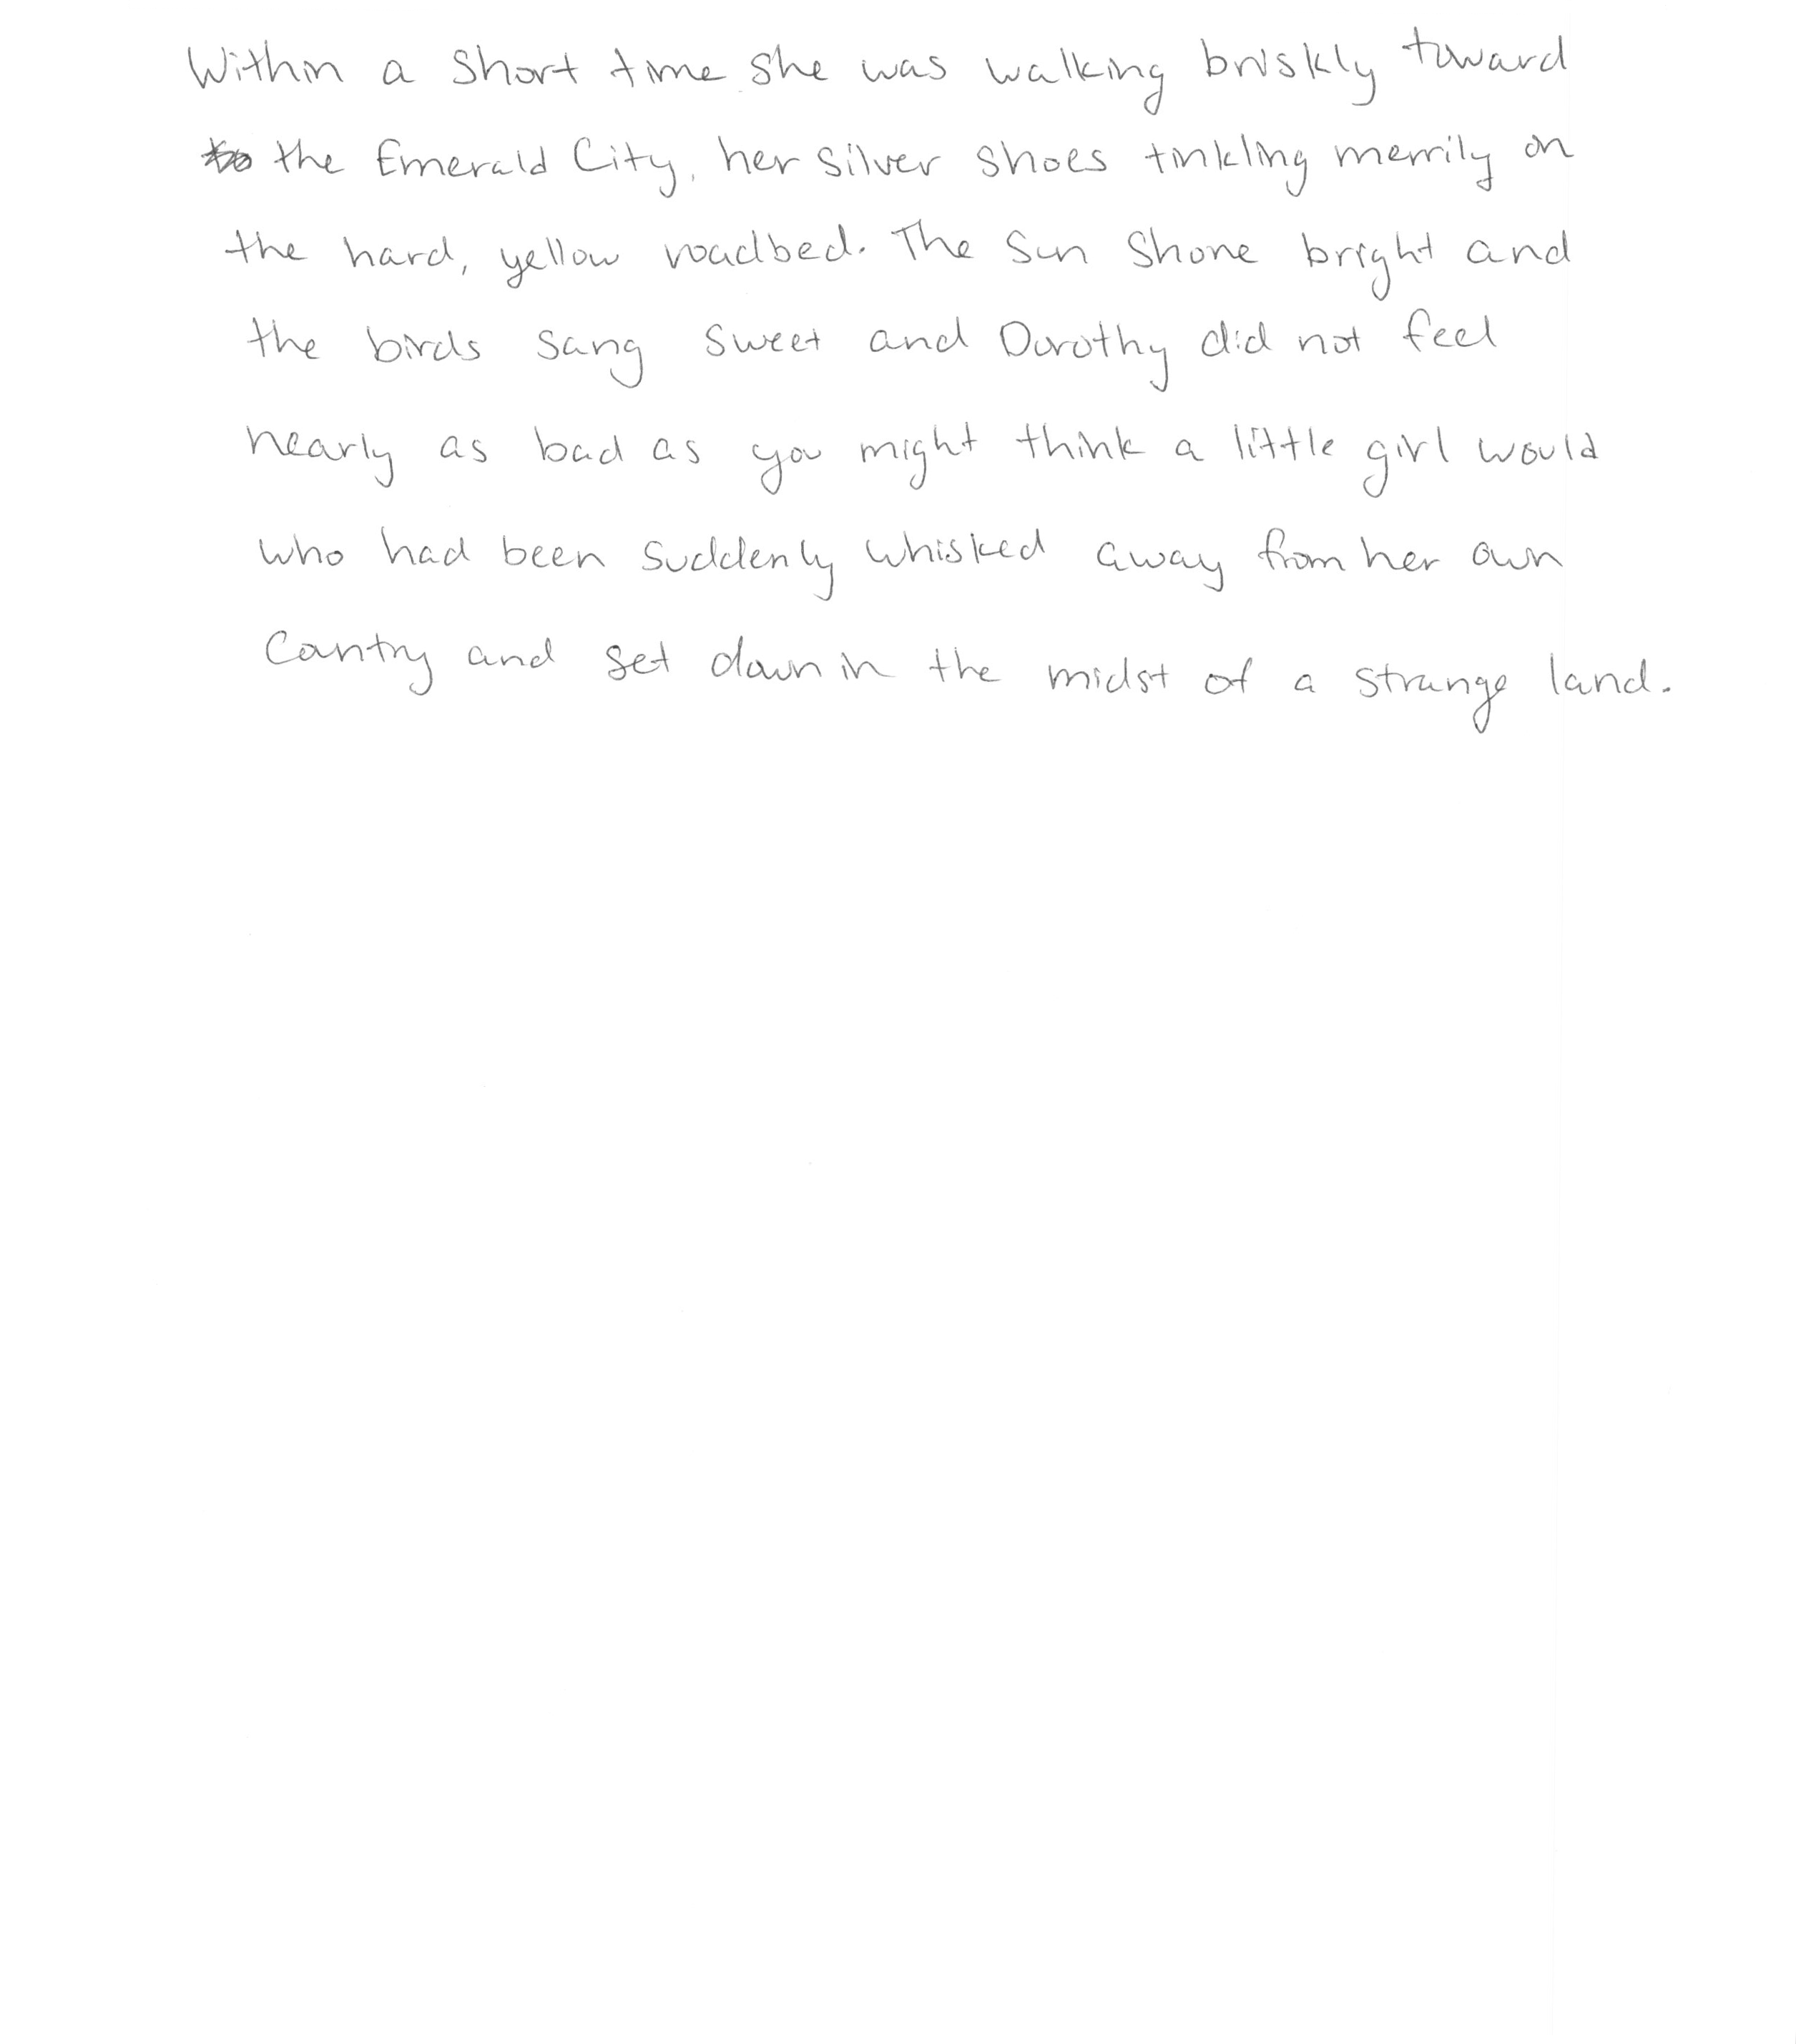 Within a short time she was walking briskly toward
the Emerald City, her silver shoes tinkling merrily on
the hard, yellow roadbed. The sun shone bright and
the birds sang sweet and Dorothy did not feel
nearly as bad as you might think a little girl would
who had been suddenly whisked away from her own
country and set down in the midst of a strange land.